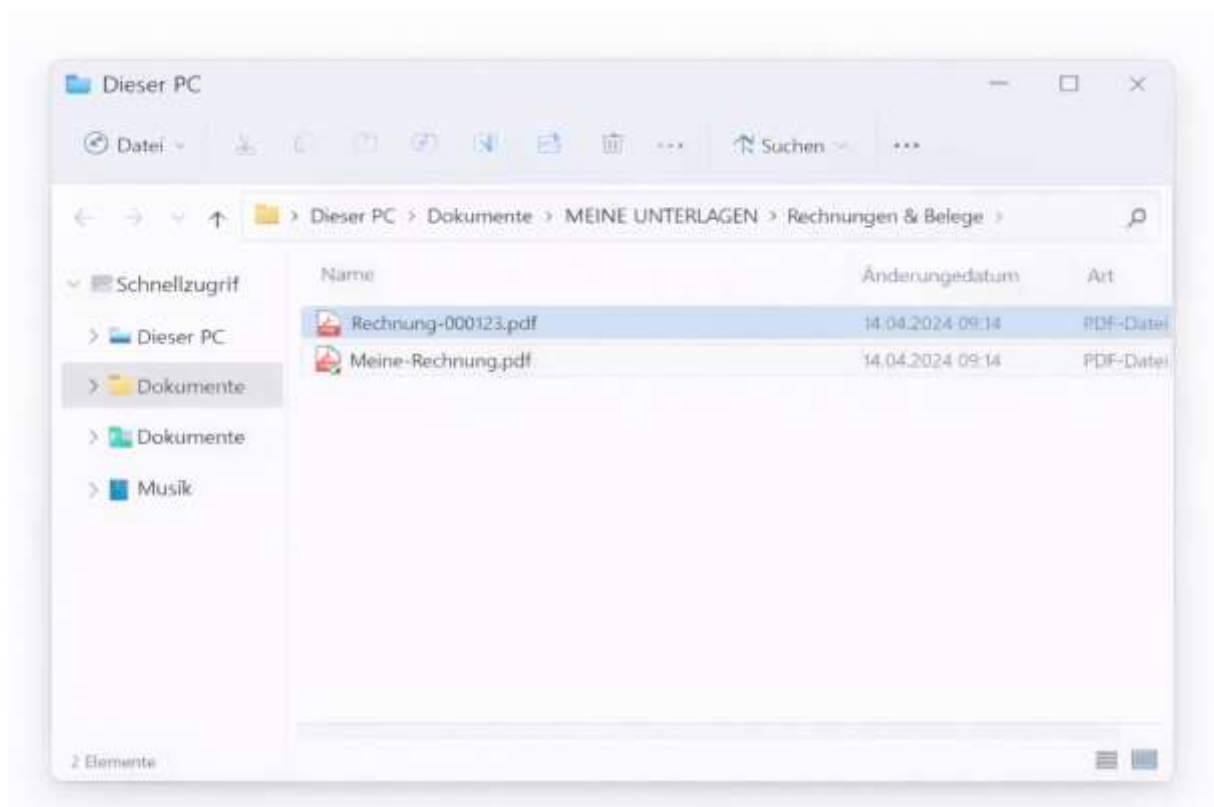 Dieser PC
Datei Suchen
Dieser PC > Dokumente > MEINE UNTERLAGEN > Rechnungen & Belege >
Schnellzugrif
Name Änderungedatum Art
Dieser PC
Rechnung-000123.pdf 14.04.2024 09:14 PDF-Datei
Meine-Rechnung.pdf 14.04.2024 09:14 PDF-Datei
Dokumente
Dokumente
Musik
2 Elemente